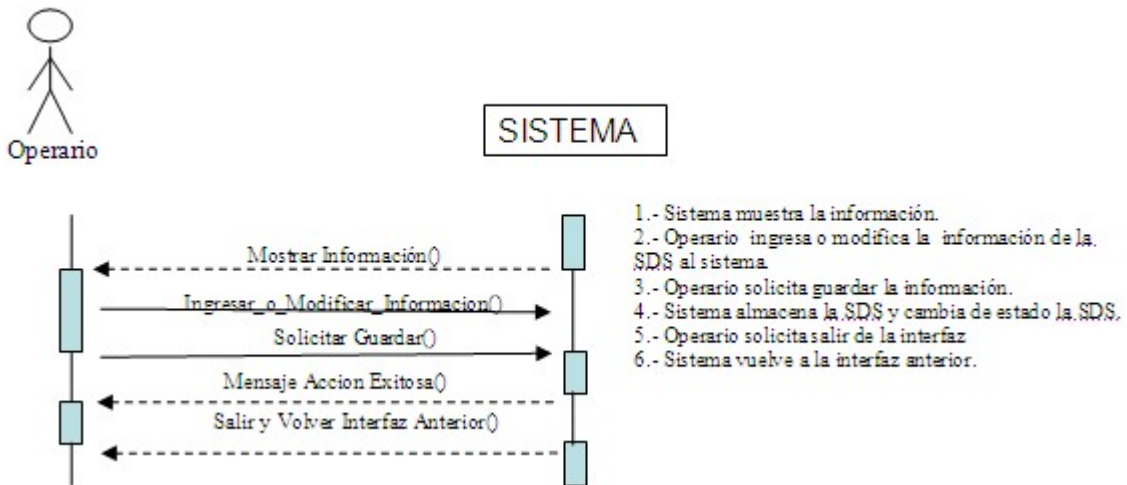 Operario
SISTEMA
Mostrar Información()
Ingresar_o_Modificar_Informacion()
Solicitar Guardar()
Mensaje Accion Exitosa()
Salir y Volver Interfaz Anterior()
1.- Sistema muestra la información.
2.- Operario ingresa o modifica la información de la
SDS al sistema.
3.- Operario solicita guardar la información.
4.- Sistema almacena la SDS y cambia de estado la SDS.
5.- Operario solicita salir de la interfaz
6.- Sistema vuelve a la interfaz anterior.